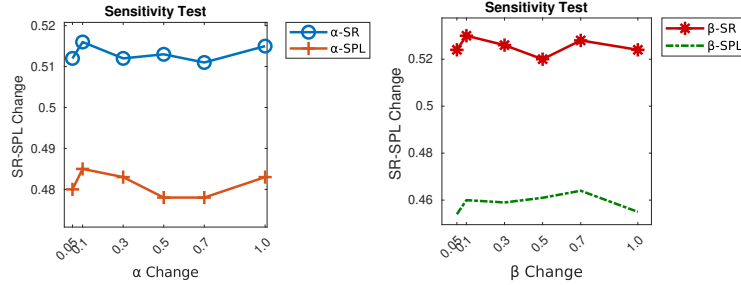 Sensitivity Test
SR-SPL Change
0.52
0.51
0.5
0.49
0.48
0.05
0.1
0.3
0.5
0.7
1.0
α Change
α-SR
α-SPL
Sensitivity Test
SR-SPL Change
0.52
0.5
0.48
0.46
0.05
0.1
0.3
0.5
0.7
1.0
β Change
β-SR
β-SPL